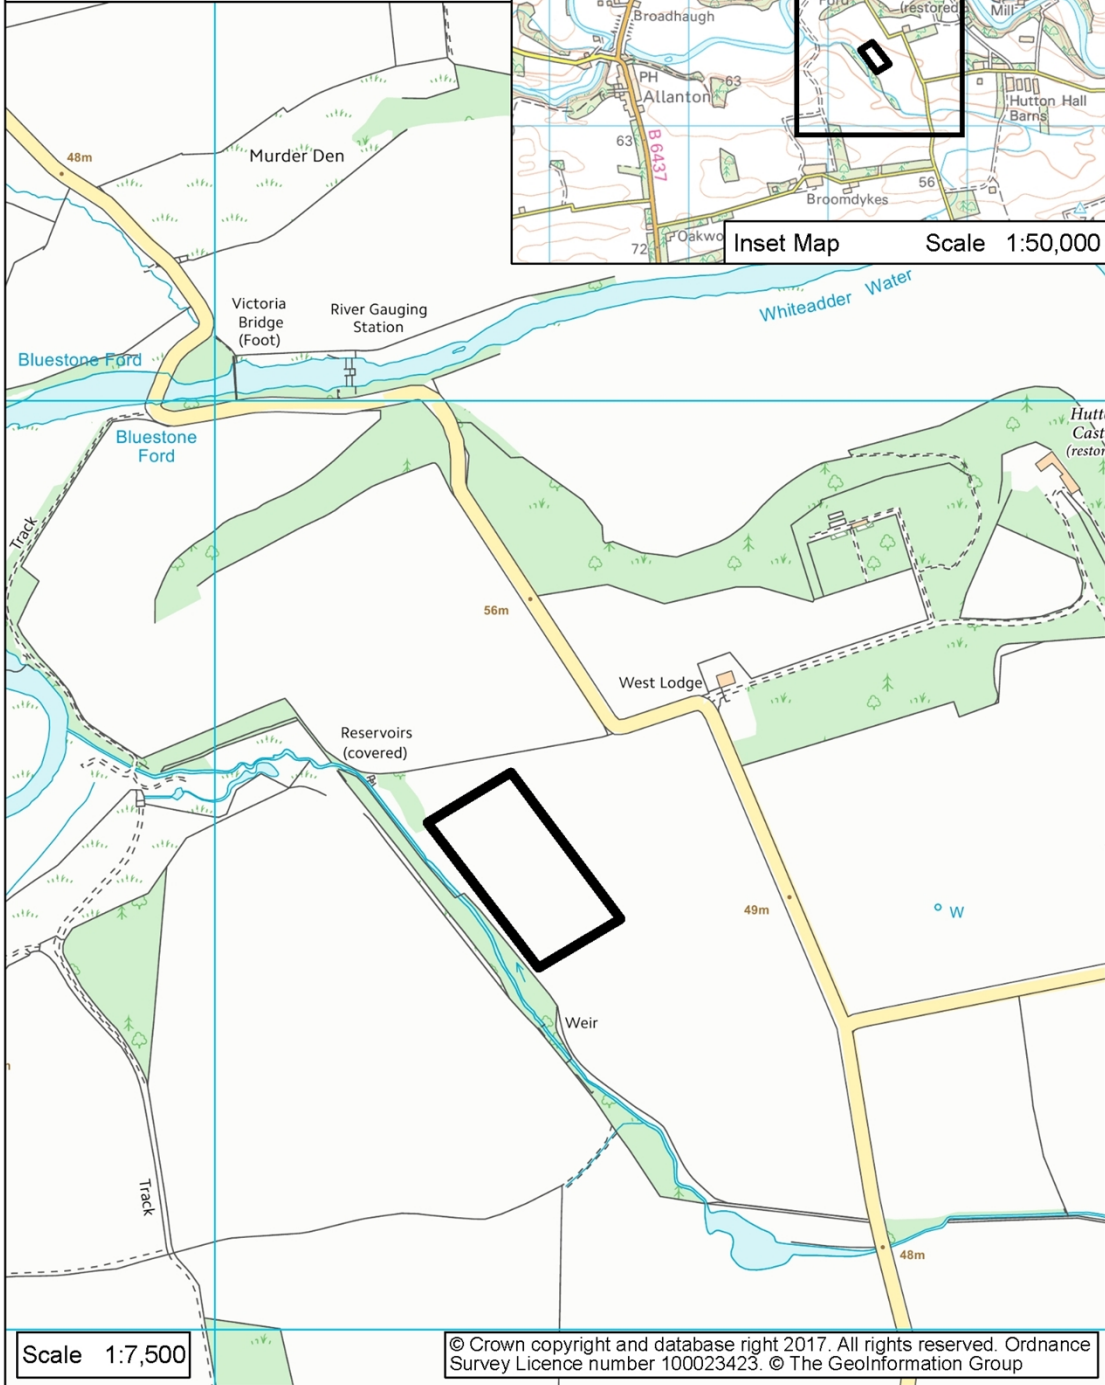 Broadhaugh
(restored)
Mill
PH
63
Allanton
Hutton Hall
Barns
63
B 6437
56
Broomdykes
72
Inset Map
Scale 1:50,000
48m
Murder Den
Whiteadder Water
Victoria
Bridge
(Foot)
River Gauging
Station
Bluestone Ford
Bluestone
Ford
Track
56m
West Lodge
Reservoirs
(covered)
49m
W
Weir
Track
48m
Scale 1:7,500
© Crown copyright and database right 2017. All rights reserved. Ordnance
Survey Licence number 100023423. © The GeoInformation Group